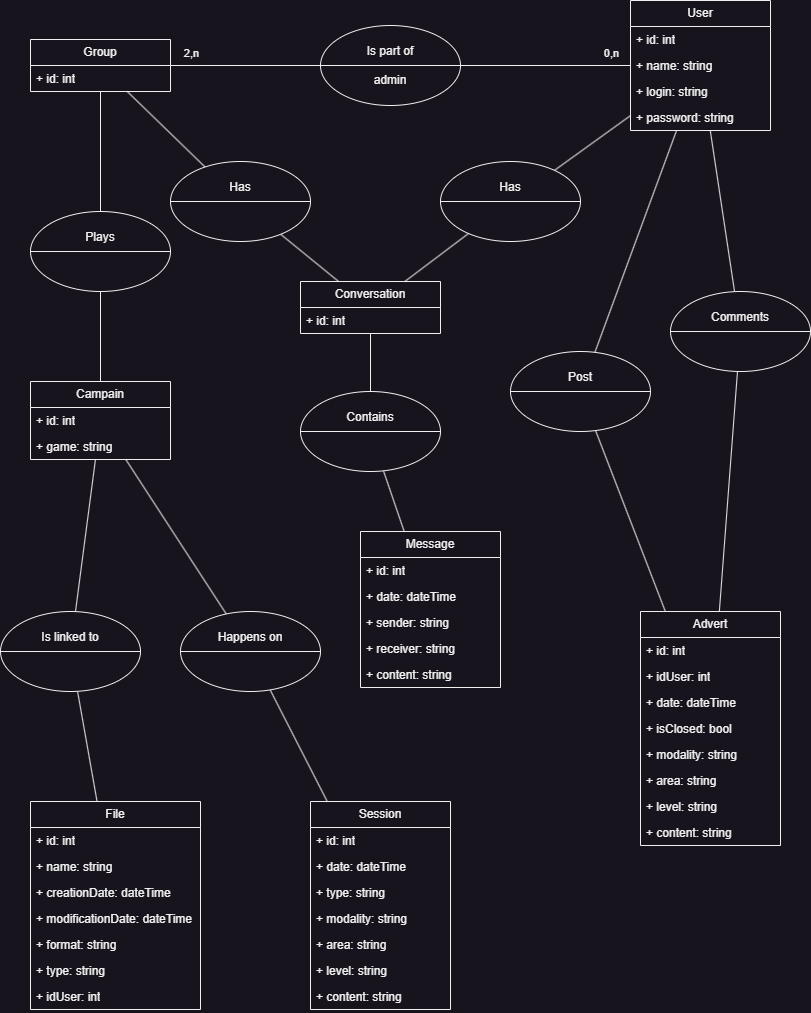 User
+ id: int
+ name: string
+ login: string
+ password: string
Group
+ id: int
2,n
Is part of
admin
0,n
Has
Has
Plays
Conversation
+ id: int
Comments
Post
Campain
+ id: int
+ game: string
Contains
Message
+ id: int
+ date: dateTime
+ sender: string
+ receiver: string
+ content: string
Is linked to
Happens on
Advert
+ id: int
+ idUser: int
+ date: dateTime
+ isClosed: bool
+ modality: string
+ area: string
+ level: string
+ content: string
File
+ id: int
+ name: string
+ creationDate: dateTime
+ modificationDate: dateTime
+ format: string
+ type: string
+ idUser: int
Session
+ id: int
+ date: dateTime
+ type: string
+ modality: string
+ area: string
+ level: string
+ content: string